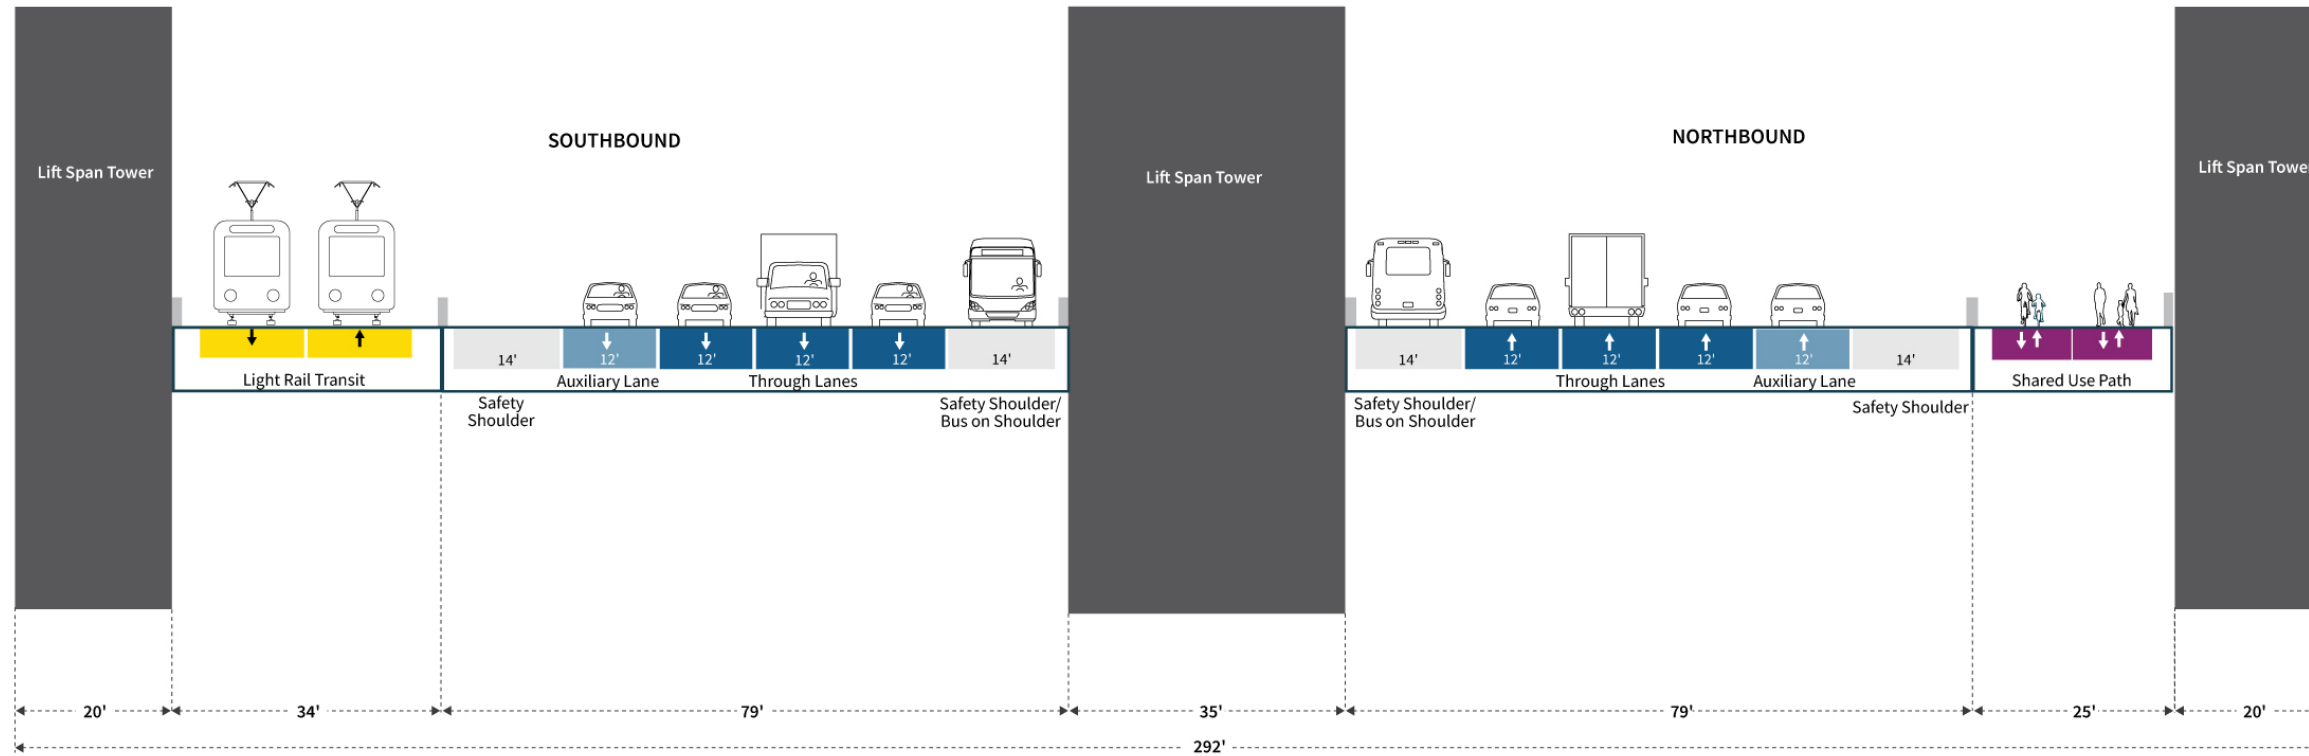 SOUTHBOUND
NORTHBOUND
Lift Span Tower
Lift Span Tower
Lift Span Towe
14'
12'
12'
12'
12'
14'
14'
12'
12'
12'
12'
14'
Light Rail Transit
Auxiliary Lane
Through Lanes
Through Lanes
Auxiliary Lane
Shared Use Path
Safety
Shoulder
Safety Shoulder/
Bus on Shoulder
Safety Shoulder/
Bus on Shoulder
Safety Shoulder
20'
34'
79'
35'
79'
25'
20'
292'